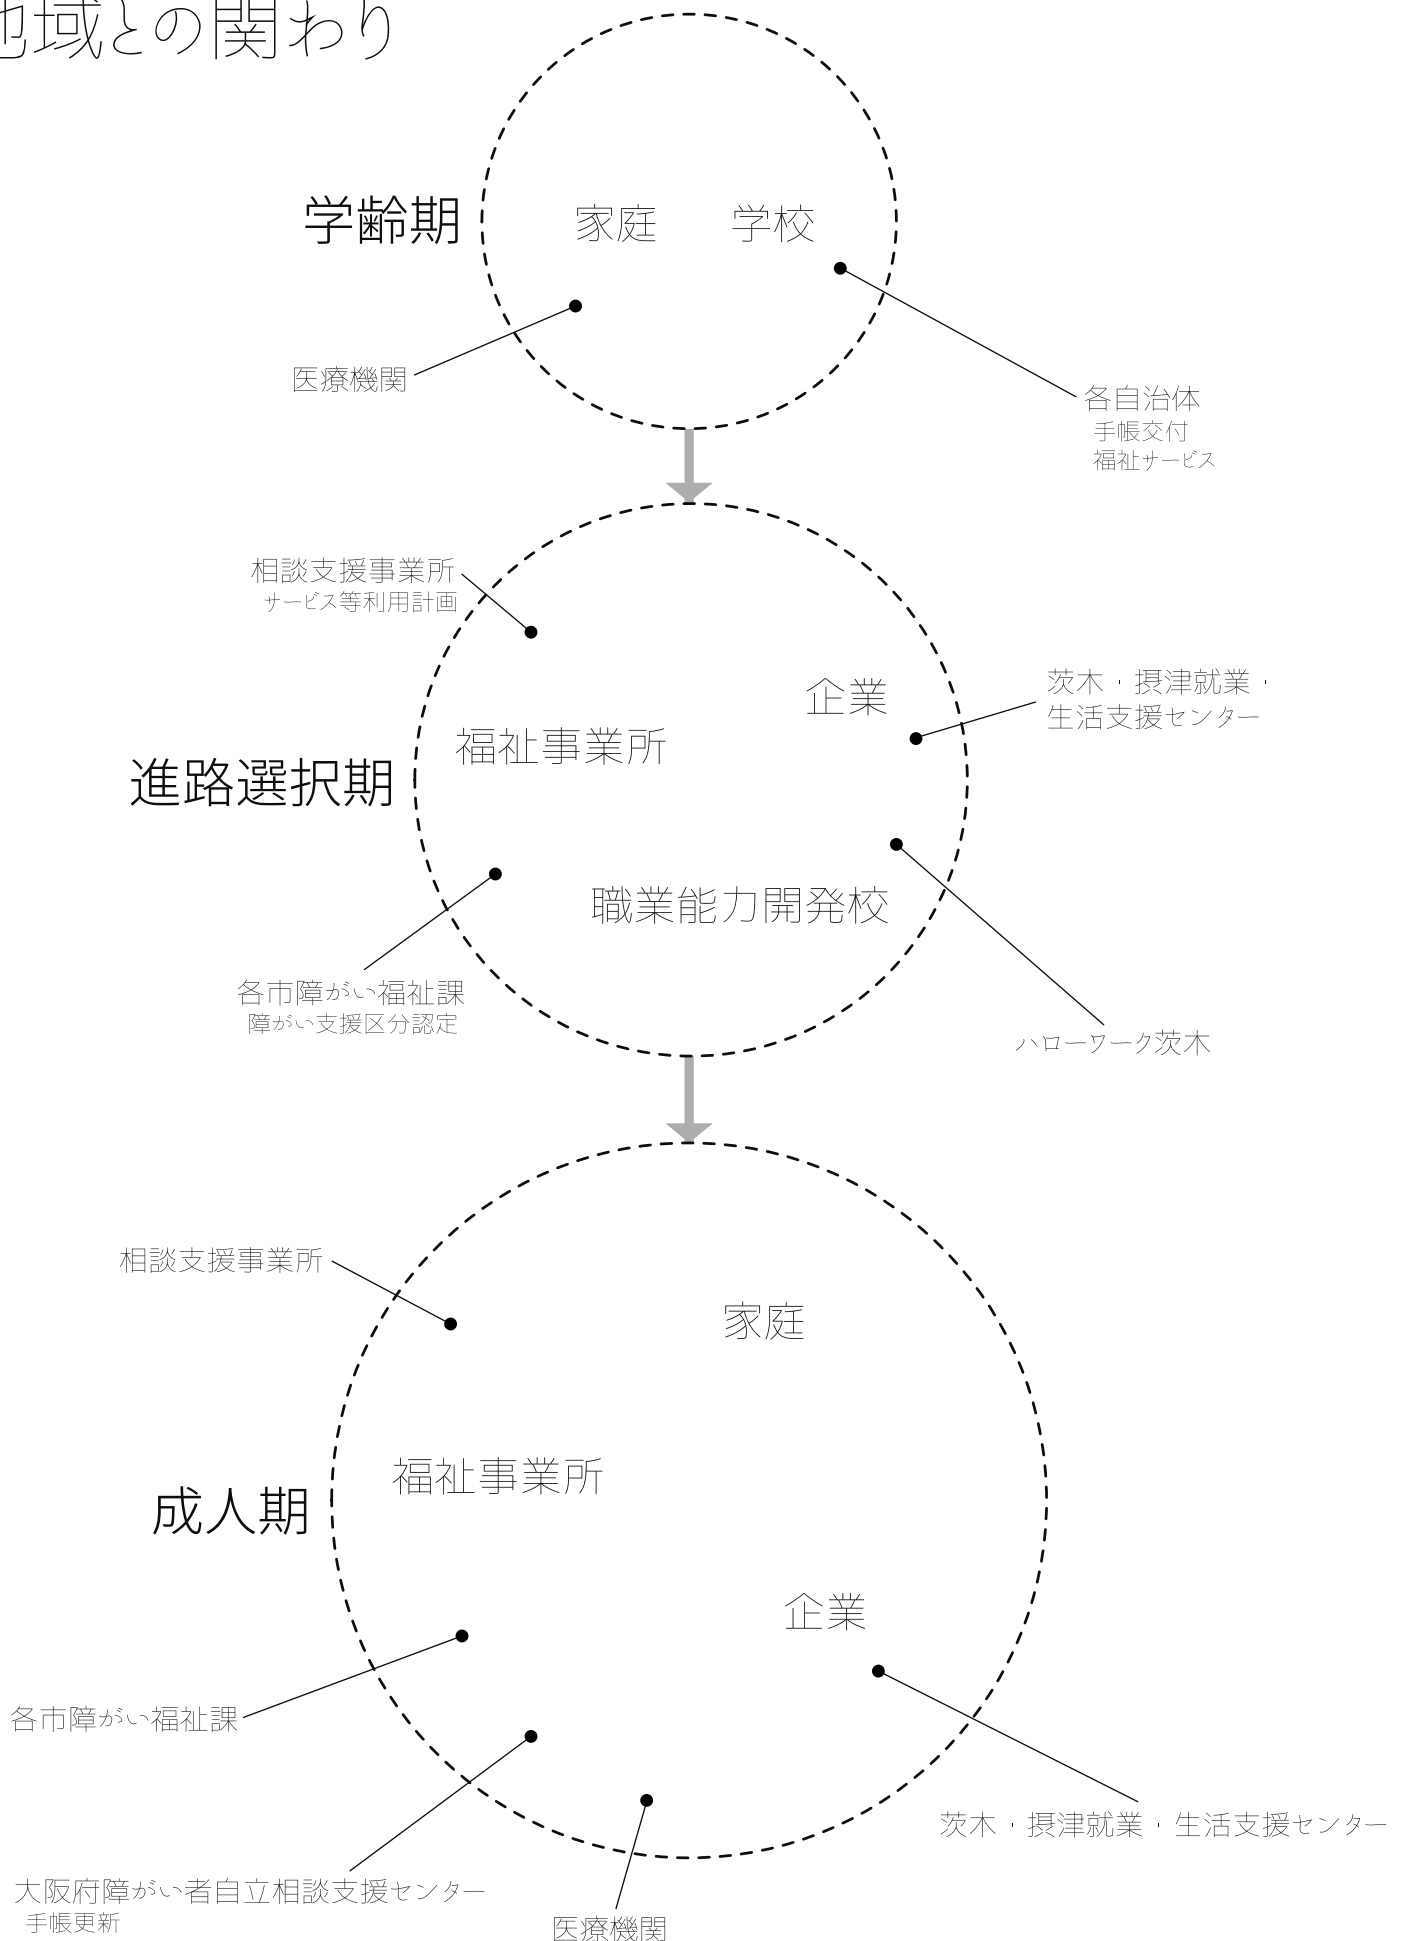 地域との関わり
学齢期
家庭
学校
医療機関
各自治体
手帳交付
福祉サービス
相談支援事業所
サービス等利用計画
企業
茨木・摂津就業・
生活支援センター
福祉事業所
進路選択期
職業能力開発校
各市障がい福祉課
障がい支援区分認定
ハローワーク茨木
相談支援事業所
家庭
福祉事業所
成人期
企業
各市障がい福祉課
茨木・摂津就業・生活支援センター
大阪府障がい者自立相談支援センター
手帳更新
医療機関